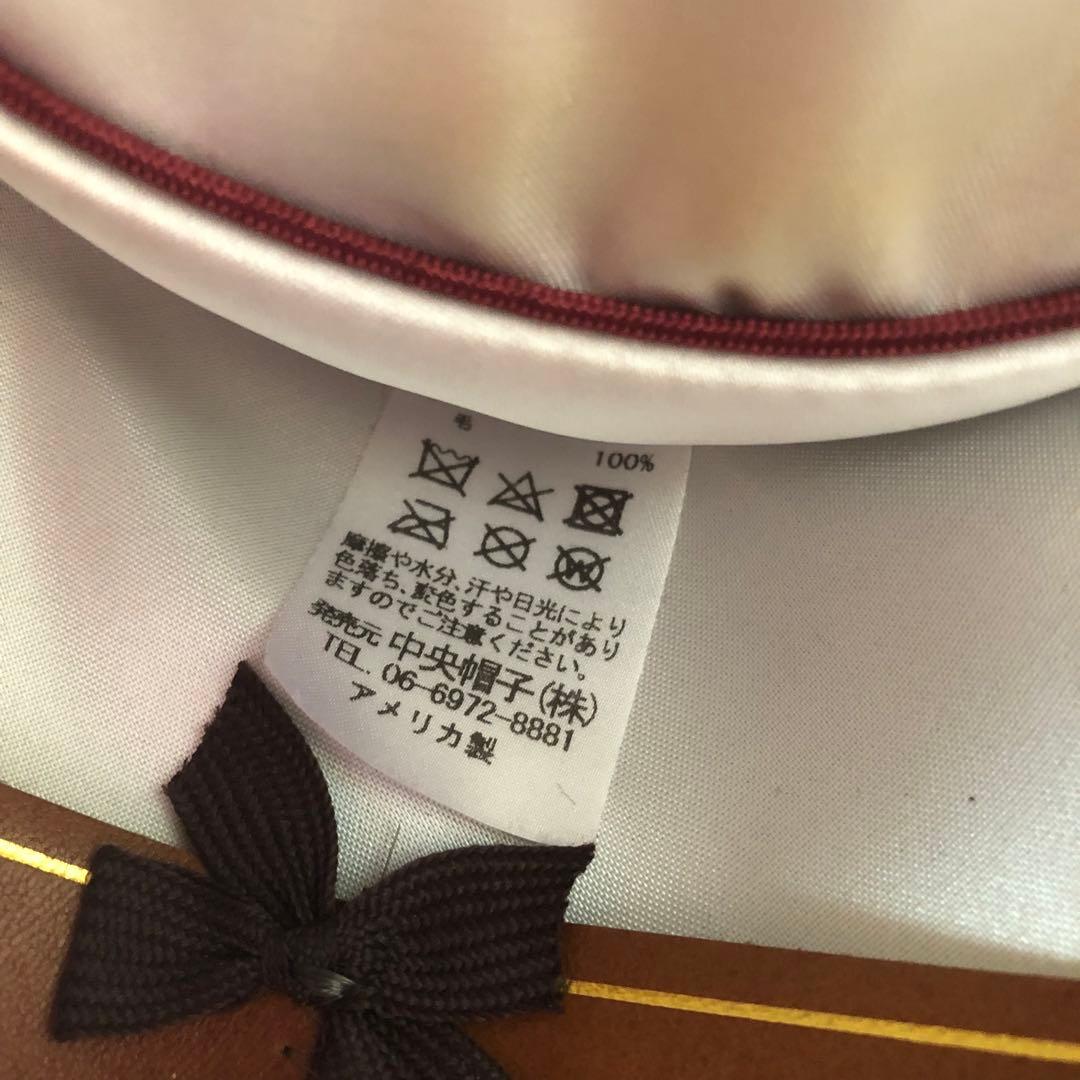 毛 100%
摩擦や水分、汗や日光により
色落ち、変色することがあり
ますのでご注意ください。
発売元 中央帽子(株)
TEL. 06-6972-8881
アメリカ製